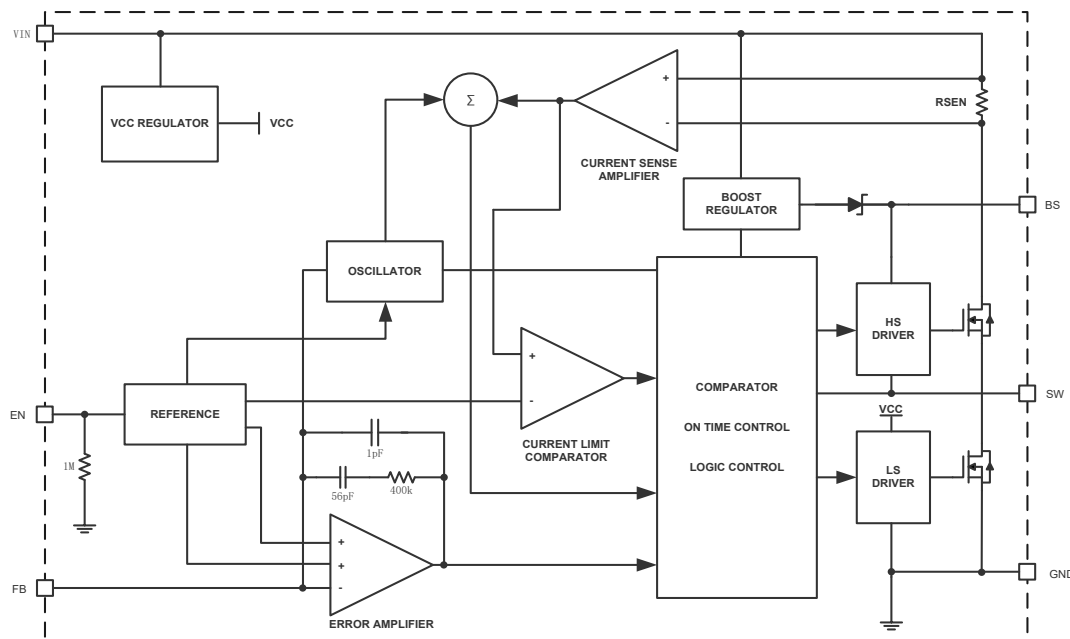 VIN
+
Σ
RSEN
VCC REGULATOR
VCC
-
CURRENT SENSE
AMPLIFIER
BOOST
REGULATOR
BS
OSCILLATOR
HS
DRIVER
+
COMPARATOR
ON TIME CONTROL
LOGIC CONTROL
SW
-
EN
REFERENCE
VCC
CURRENT LIMIT
COMPARATOR
1pF
1M
LS
DRIVER
56pF
400k
+
+
-
FB
GND
ERROR AMPLIFIER